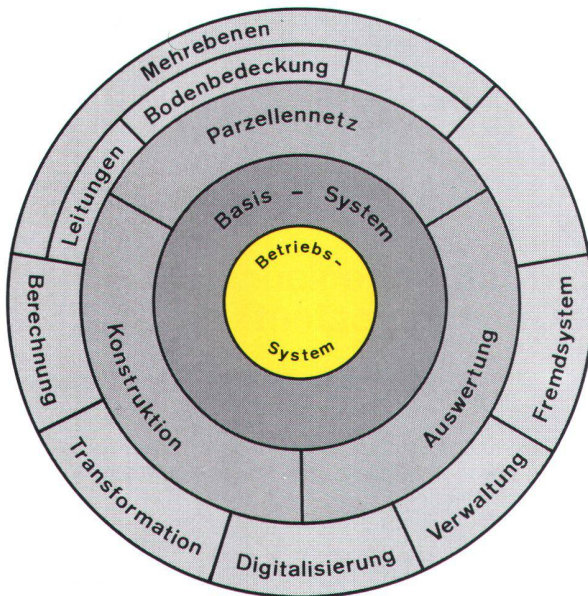 Mehrebenen
Bodenbedeckung
Leitungen
Parzellennetz
Basis - System
Betriebs-
System
Konstruktion
Auswertung
Berechnung
Transformation
Digitalisierung
Verwaltung
Fremdsystem